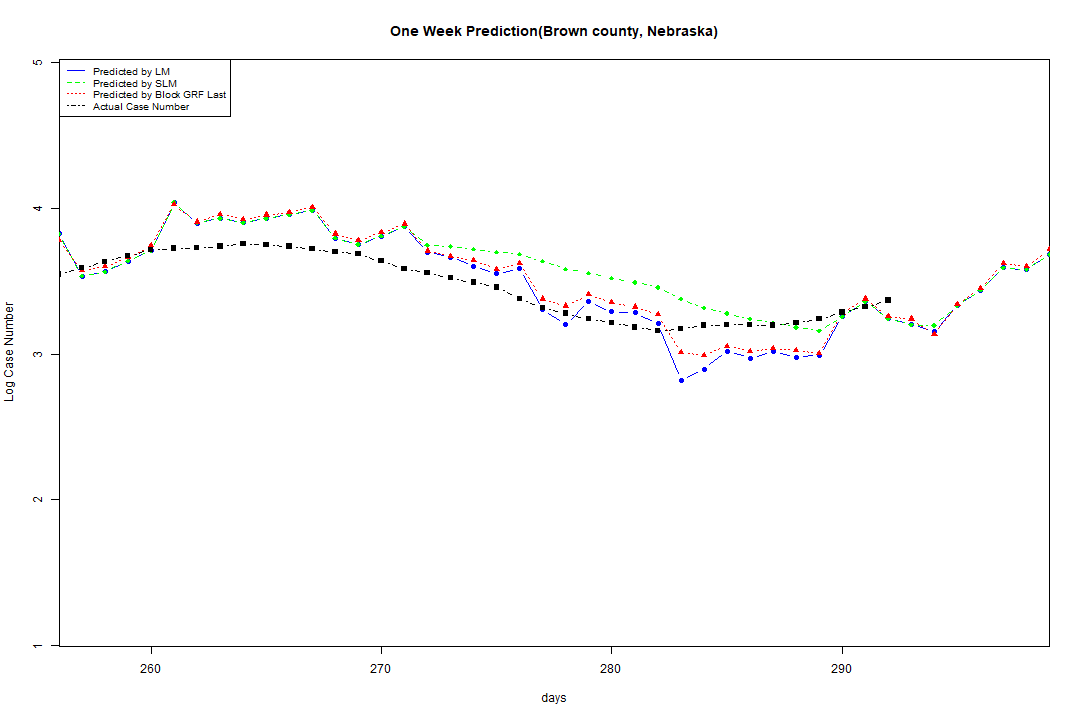 One Week Prediction(Brown county, Nebraska)
Predicted by LM
Predicted by SLM
Predicted by Block GRF Last
Actual Case Number
5
4
3
2
1
Log Case Number
260
270
280
290
days